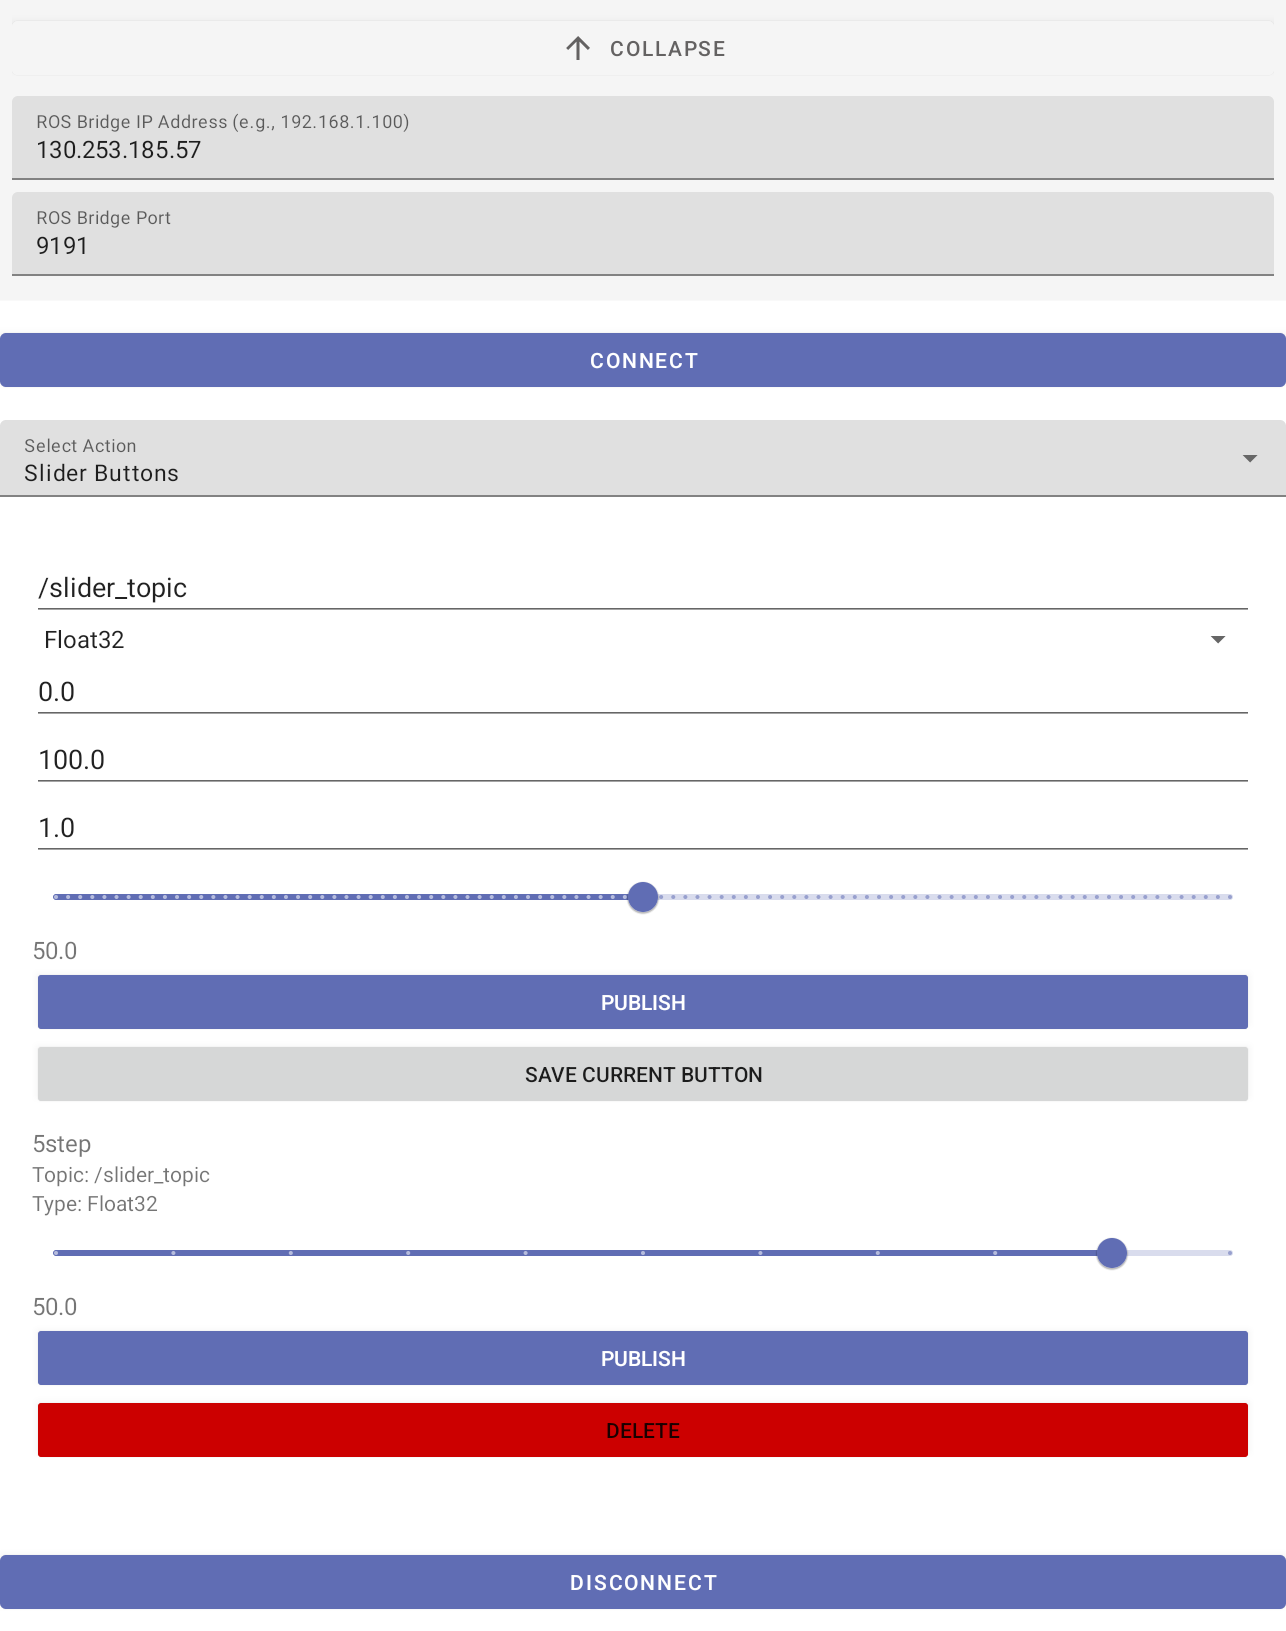 COLLAPSE
ROS Bridge IP Address (e.g., 192.168.1.100)
130.253.185.57
ROS Bridge Port
9191
CONNECT
Select Action
Slider Buttons
/slider_topic
Float32
0.0
100.0
1.0
50.0
PUBLISH
SAVE CURRENT BUTTON
5step
Topic: /slider_topic
Type: Float32
50.0
PUBLISH
DELETE
DISCONNECT